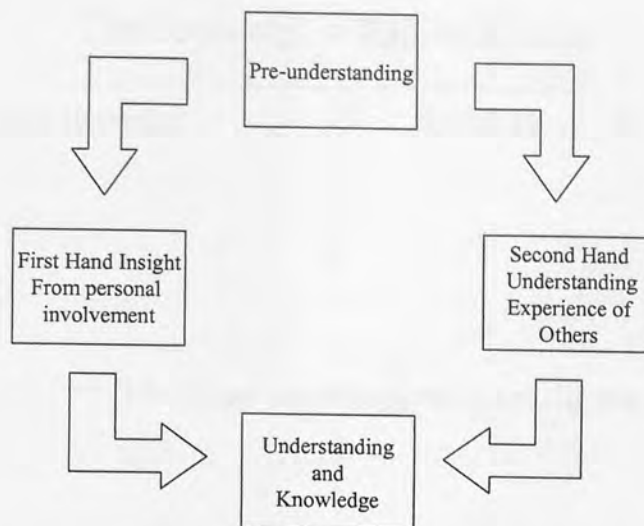 Pre-understanding
First Hand Insight
From personal
involvement
Second Hand
Understanding
Experience of
Others
Understanding
and
Knowledge